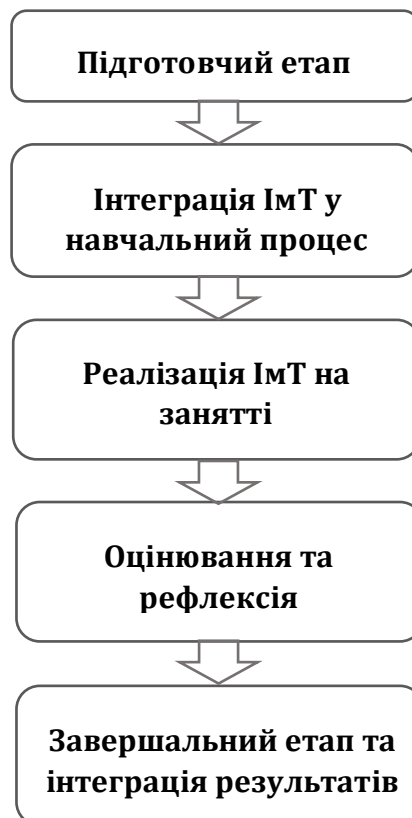 Підготовчий етап
Інтеграція ІмТ у
навчальний процес
Реалізація ІмТ на
занятті
Оцінювання та
рефлексія
Завершальний етап та
інтеграція результатів